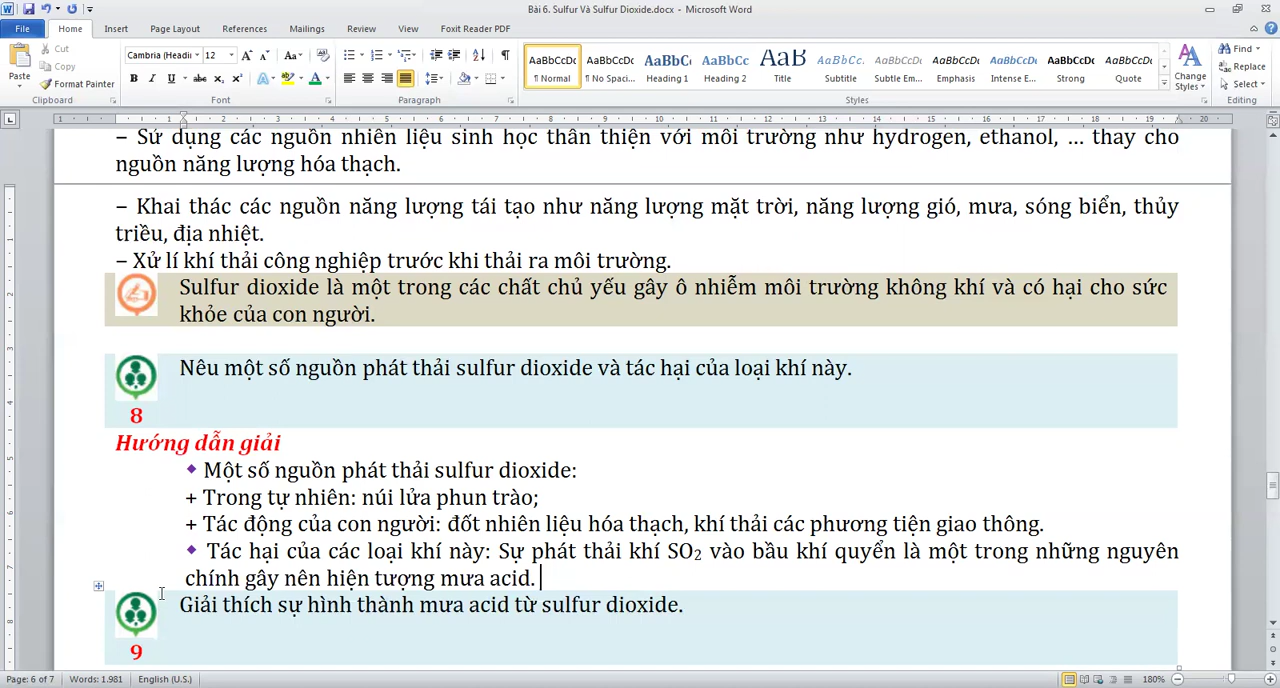 Bài 6. Sulfur Và Sulfur Dioxide.docx - Microsoft Word
File Home Insert Page Layout References Mailings Review View Foxit Reader PDF
Cut
Copy
Format Painter
Paste
Clipboard
Cambria (Headi 12
Font
Paragraph
AaBbCcDc AaBbCcDc AaBbC AaBbCc AaB AaBbCc. AaBbCcDc AaBbCcDc AaBbCcDc AaBbCcDc AaBbCcDc
¶ Normal ¶ No Spaci... Heading 1 Heading 2 Title Subtitle Subtle Em... Emphasis Intense E... Strong Quote
Styles
Change Styles
Find
Replace
Select
Editing
– Sử dụng các nguồn nhiên liệu sinh học thân thiện với môi trường như hydrogen, ethanol, ... thay cho
nguồn năng lượng hóa thạch.
– Khai thác các nguồn năng lượng tái tạo như năng lượng mặt trời, năng lượng gió, mưa, sóng biển, thủy
triều, địa nhiệt.
– Xử lí khí thải công nghiệp trước khi thải ra môi trường.
Sulfur dioxide là một trong các chất chủ yếu gây ô nhiễm môi trường không khí và có hại cho sức
khỏe của con người.
Nêu một số nguồn phát thải sulfur dioxide và tác hại của loại khí này.
8
Hướng dẫn giải
◆ Một số nguồn phát thải sulfur dioxide:
+ Trong tự nhiên: núi lửa phun trào;
+ Tác động của con người: đốt nhiên liệu hóa thạch, khí thải các phương tiện giao thông.
◆ Tác hại của các loại khí này: Sự phát thải khí SO₂ vào bầu khí quyển là một trong những nguyên
chính gây nên hiện tượng mưa acid.
Giải thích sự hình thành mưa acid từ sulfur dioxide.
9
Page: 6 of 7 Words: 1.981 English (U.S.) 180%